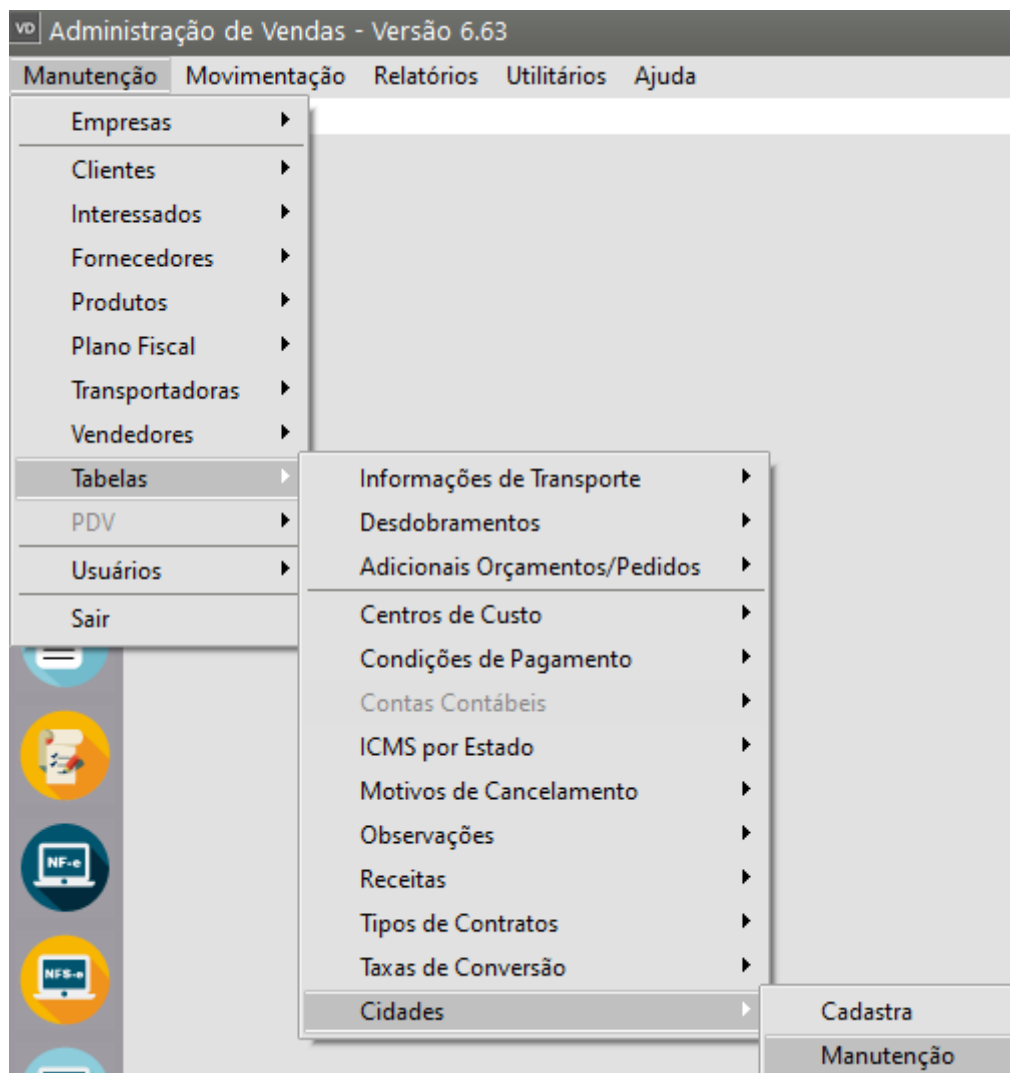 VD Administração de Vendas - Versão 6.63
Manutenção Movimentação Relatórios Utilitários Ajuda
Empresas
Clientes
Interessados
Fornecedores
Produtos
Plano Fiscal
Transportadoras
Vendedores
Tabelas
PDV
Usuários
Sair
Informações de Transporte
Desdobramentos
Adicionais Orçamentos/Pedidos
Centros de Custo
Condições de Pagamento
Contas Contábeis
ICMS por Estado
Motivos de Cancelamento
Observações
Receitas
Tipos de Contratos
Taxas de Conversão
Cidades
Cadastra
Manutenção
NF-e
NFS-e